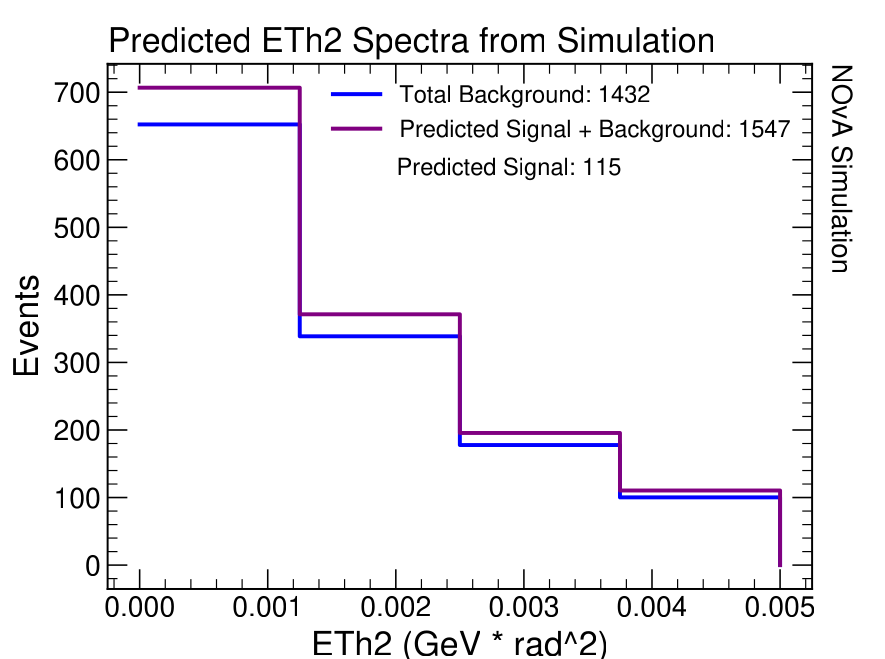 Predicted ETh2 Spectra from Simulation
NOvA Simulation
Total Background: 1432
Predicted Signal + Background: 1547
Predicted Signal: 115
Events
700
600
500
400
300
200
100
0
0.000 0.001 0.002 0.003 0.004 0.005
ETh2 (GeV * rad^2)